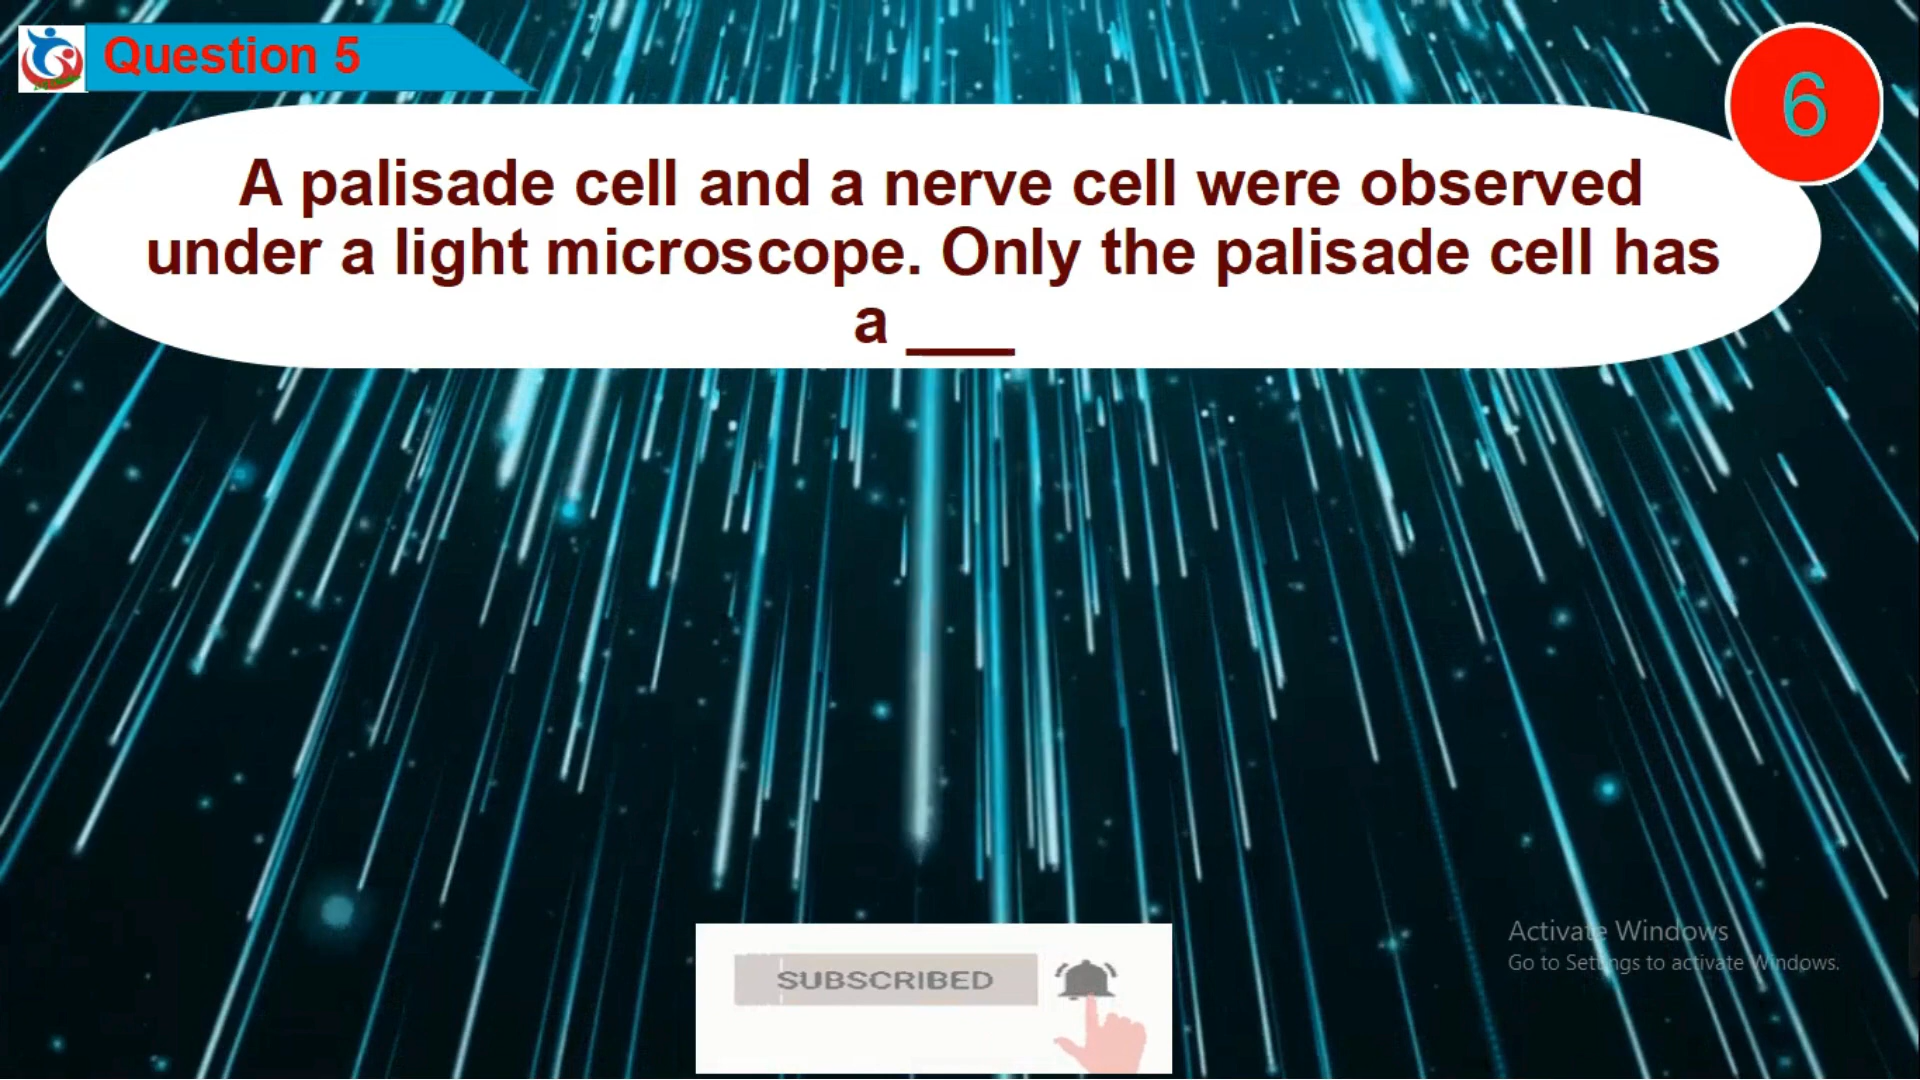 Question 5
6
A palisade cell and a nerve cell were observed
under a light microscope. Only the palisade cell has
a ___
SUBSCRIBED
Activate Windows
Go to Settings to activate Windows.